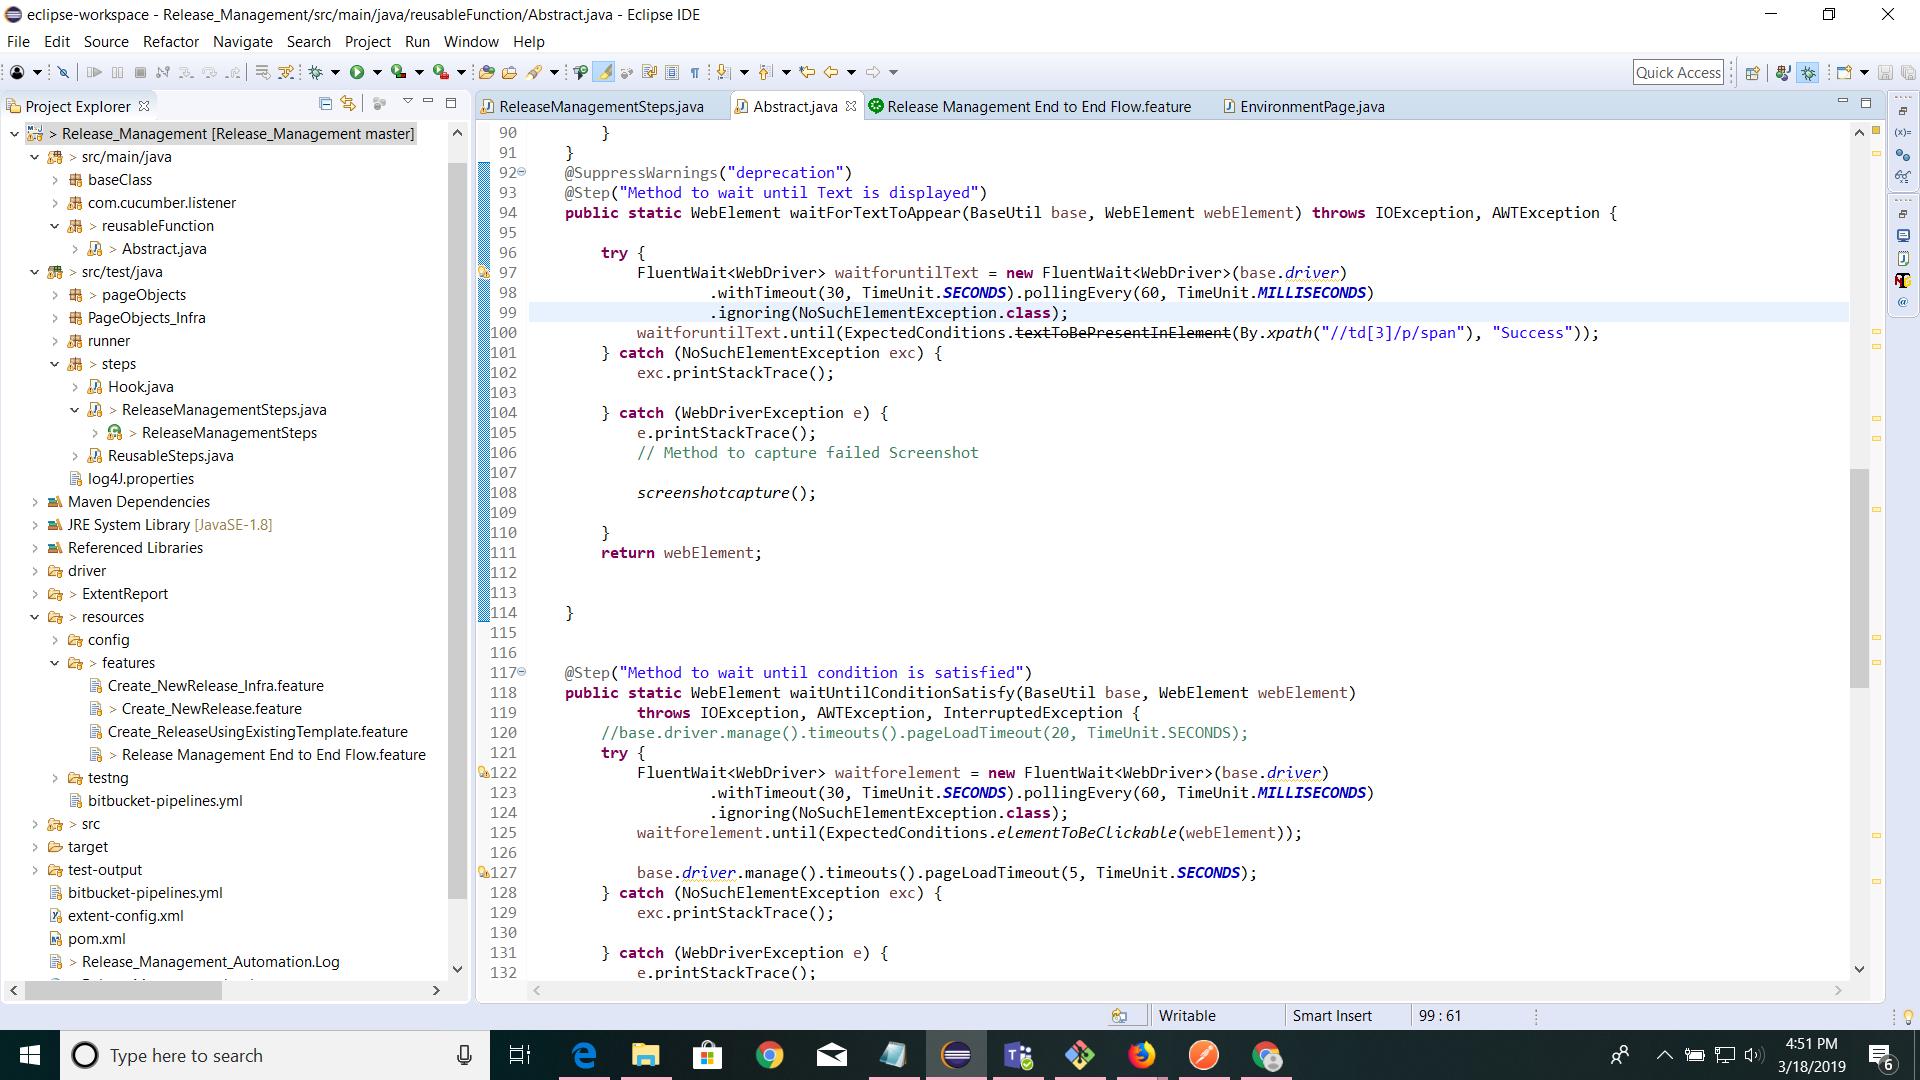 eclipse-workspace - Release_Management/src/main/java/reusableFunction/Abstract.java - Eclipse IDE
File Edit Source Refactor Navigate Search Project Run Window Help
Quick Access
Project Explorer
> Release_Management [Release_Management master]
> src/main/java
baseClass
com.cucumber.listener
> reusableFunction
> Abstract.java
> src/test/java
> pageObjects
PageObjects_Infra
runner
> steps
Hook.java
> ReleaseManagementSteps.java
> ReleaseManagementSteps
ReusableSteps.java
log4J.properties
Maven Dependencies
JRE System Library [JavaSE-1.8]
Referenced Libraries
driver
> ExtentReport
> resources
config
> features
Create_NewRelease_Infra.feature
> Create_NewRelease.feature
Create_ReleaseUsingExistingTemplate.feature
> Release Management End to End Flow.feature
testng
bitbucket-pipelines.yml
> src
target
test-output
bitbucket-pipelines.yml
extent-config.xml
pom.xml
> Release_Management_Automation.Log
ReleaseManagementSteps.java Abstract.java Release Management End to End Flow.feature EnvironmentPage.java
90 }
91 }
92 @SuppressWarnings("deprecation")
93 @Step("Method to wait until Text is displayed")
94 public static WebElement waitForTextToAppear(BaseUtil base, WebElement webElement) throws IOException, AWTException {
95
96 try {
97 FluentWait<WebDriver> waitforuntilText = new FluentWait<WebDriver>(base.driver)
98 .withTimeout(30, TimeUnit.SECONDS).pollingEvery(60, TimeUnit.MILLISECONDS)
99 .ignoring(NoSuchElementException.class);
100 waitforuntilText.until(ExpectedConditions.textToBePresentInElement(By.xpath("//td[3]/p/span"), "Success"));
101 } catch (NoSuchElementException exc) {
102 exc.printStackTrace();
103
104 } catch (WebDriverException e) {
105 e.printStackTrace();
106 // Method to capture failed Screenshot
107
108 screenshotcapture();
109
110 }
111 return webElement;
112
113
114 }
115
116
117 @Step("Method to wait until condition is satisfied")
118 public static WebElement waitUntilConditionSatisfy(BaseUtil base, WebElement webElement)
119 throws IOException, AWTException, InterruptedException {
120 //base.driver.manage().timeouts().pageLoadTimeout(20, TimeUnit.SECONDS);
121 try {
122 FluentWait<WebDriver> waitforelement = new FluentWait<WebDriver>(base.driver)
123 .withTimeout(30, TimeUnit.SECONDS).pollingEvery(60, TimeUnit.MILLISECONDS)
124 .ignoring(NoSuchElementException.class);
125 waitforelement.until(ExpectedConditions.elementToBeClickable(webElement));
126
127 base.driver.manage().timeouts().pageLoadTimeout(5, TimeUnit.SECONDS);
128 } catch (NoSuchElementException exc) {
129 exc.printStackTrace();
130
131 } catch (WebDriverException e) {
132 e.printStackTrace();
Writable Smart Insert 99 : 61
Type here to search
4:51 PM
3/18/2019
6